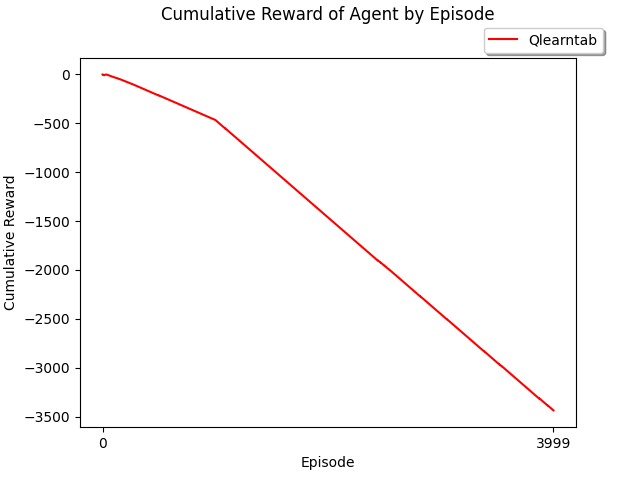 Cumulative Reward of Agent by Episode
Qlearntab
0
−500
−1000
−1500
−2000
−2500
−3000
−3500
Cumulative Reward
0 3999
Episode